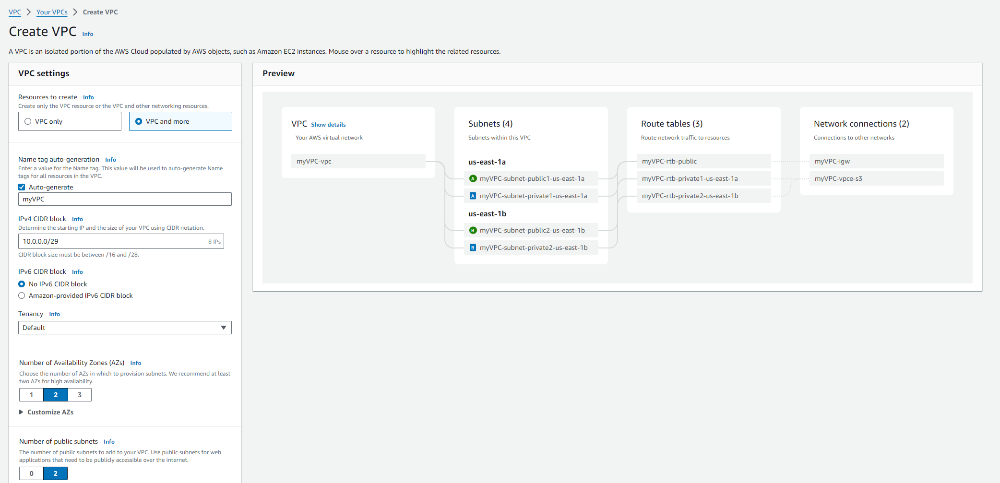 VPC > Your VPCs > Create VPC
Create VPC Info
A VPC is an isolated portion of the AWS Cloud populated by AWS objects, such as Amazon EC2 instances. Mouse over a resource to highlight the related resources.
VPC settings
Resources to create Info
Create only the VPC resource or the VPC and other networking resources.
VPC only
VPC and more
Name tag auto-generation Info
Enter a value for the Name tag. This value will be used to auto-generate Name
tags for all resources in the VPC.
Auto-generate
myVPC
IPv4 CIDR block Info
Determine the starting IP and the size of your VPC using CIDR notation.
10.0.0.0/29 8 IPs
CIDR block size must be between /16 and /28.
IPv6 CIDR block Info
No IPv6 CIDR block
Amazon-provided IPv6 CIDR block
Tenancy Info
Default
Number of Availability Zones (AZs) Info
Choose the number of AZs in which to provision subnets. We recommend at least
two AZs for high availability.
1 2 3
Customize AZs
Number of public subnets Info
The number of public subnets to add to your VPC. Use public subnets for web
applications that need to be publicly accessible over the internet.
0 2
Preview
VPC Show details
Your AWS virtual network
myVPC-vpc
Subnets (4)
Subnets within this VPC
us-east-1a
A myVPC-subnet-public1-us-east-1a
A myVPC-subnet-private1-us-east-1a
us-east-1b
B myVPC-subnet-public2-us-east-1b
B myVPC-subnet-private2-us-east-1b
Route tables (3)
Route network traffic to resources
myVPC-rtb-public
myVPC-rtb-private1-us-east-1a
myVPC-rtb-private2-us-east-1b
Network connections (2)
Connections to other networks
myVPC-igw
myVPC-vpce-s3